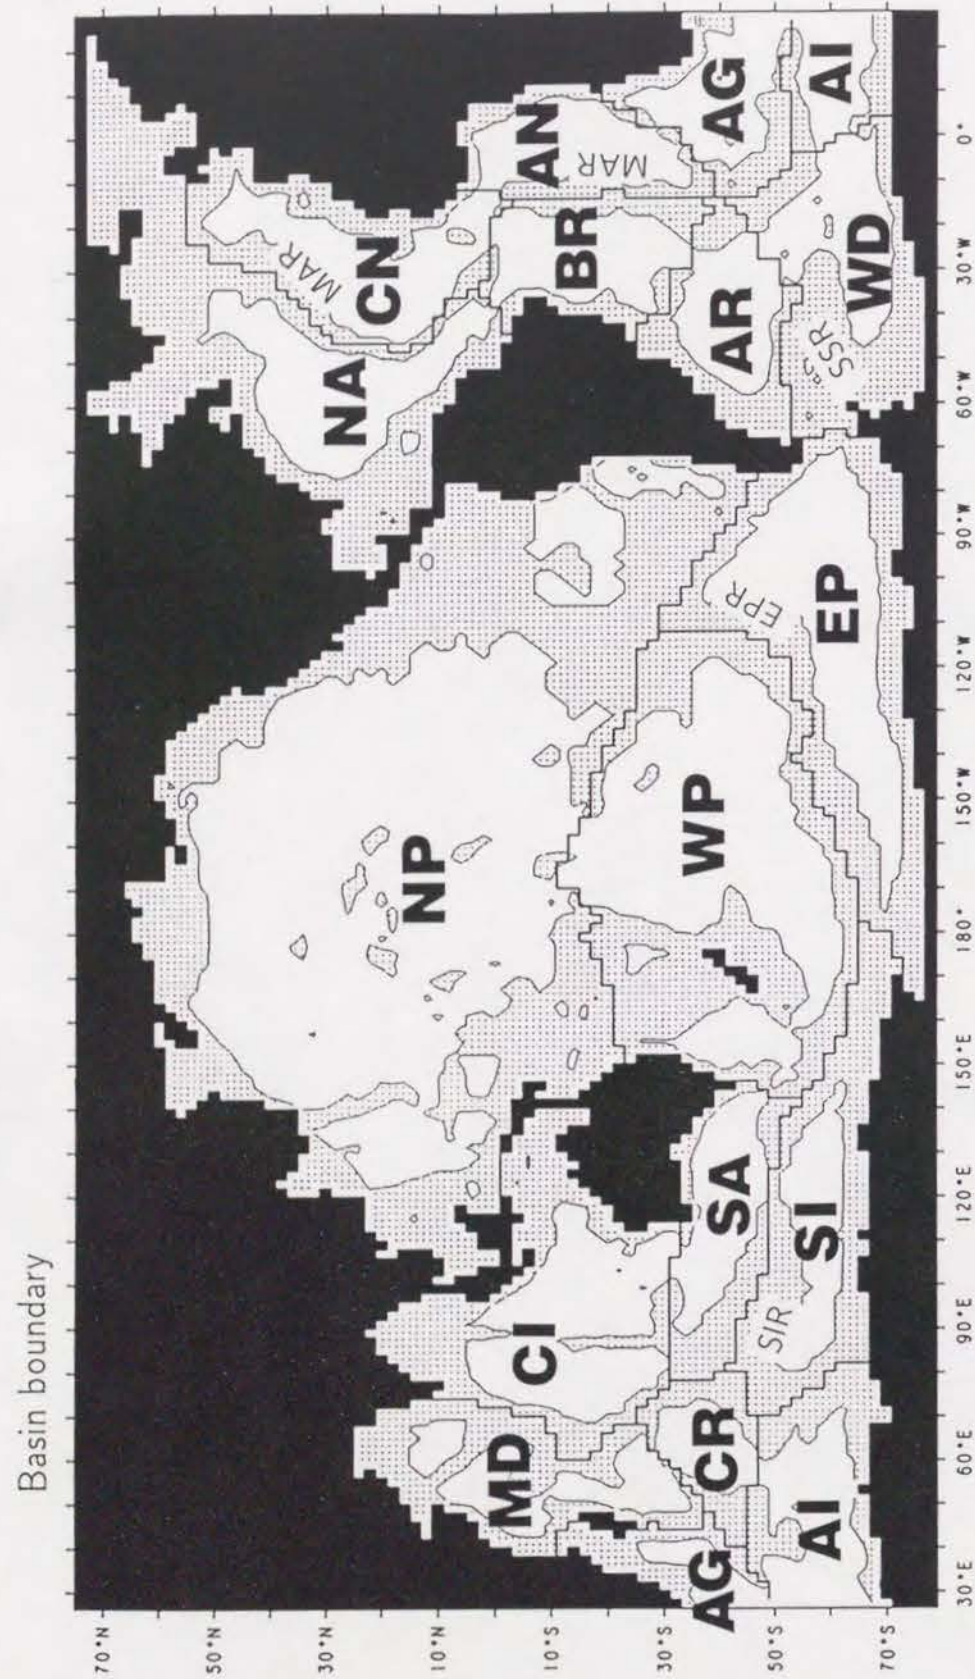 Basin boundary
70°N
50°N
30°N
10°N
10°S
30°S
50°S
70°S
30°E
60°E
90°E
120°E
150°E
180°
150°W
120°W
90°W
60°W
30°W
0°
NA
MAR
CN
MAR
AN
BR
AG
AI
AR
WD
SSR
NP
WP
EPR
EP
MD
CI
SA
CR
SIR
SI
AG
AI